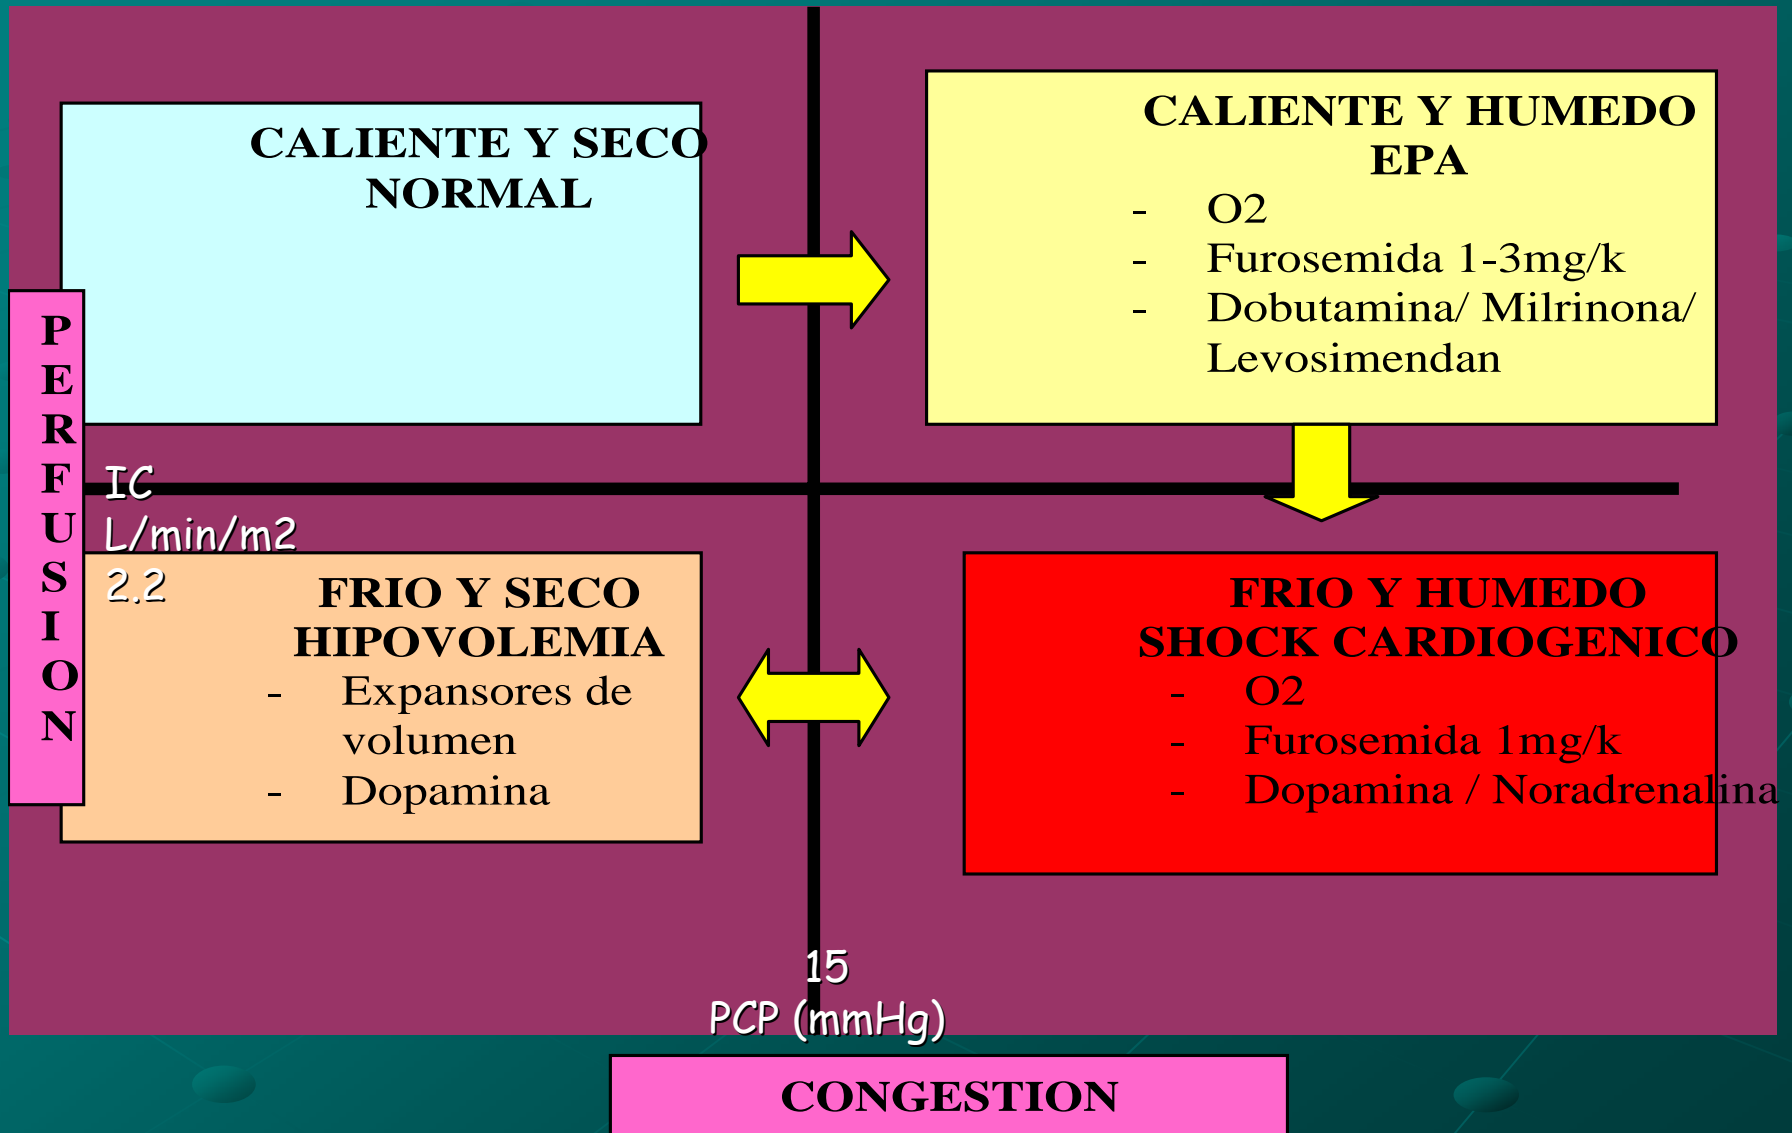 CALIENTE Y SECO
NORMAL
CALIENTE Y HUMEDO
EPA
- O2
- Furosemida 1-3mg/k
- Dobutamina/ Milrinona/
Levosimendan
PERFUSION
IC
L/min/m2
2.2
FRIO Y SECO
HIPOVOLEMIA
- Expansores de
volumen
- Dopamina
FRIO Y HUMEDO
SHOCK CARDIOGENICO
- O2
- Furosemida 1mg/k
- Dopamina / Noradrenalina
15
PCP (mmHg)
CONGESTION